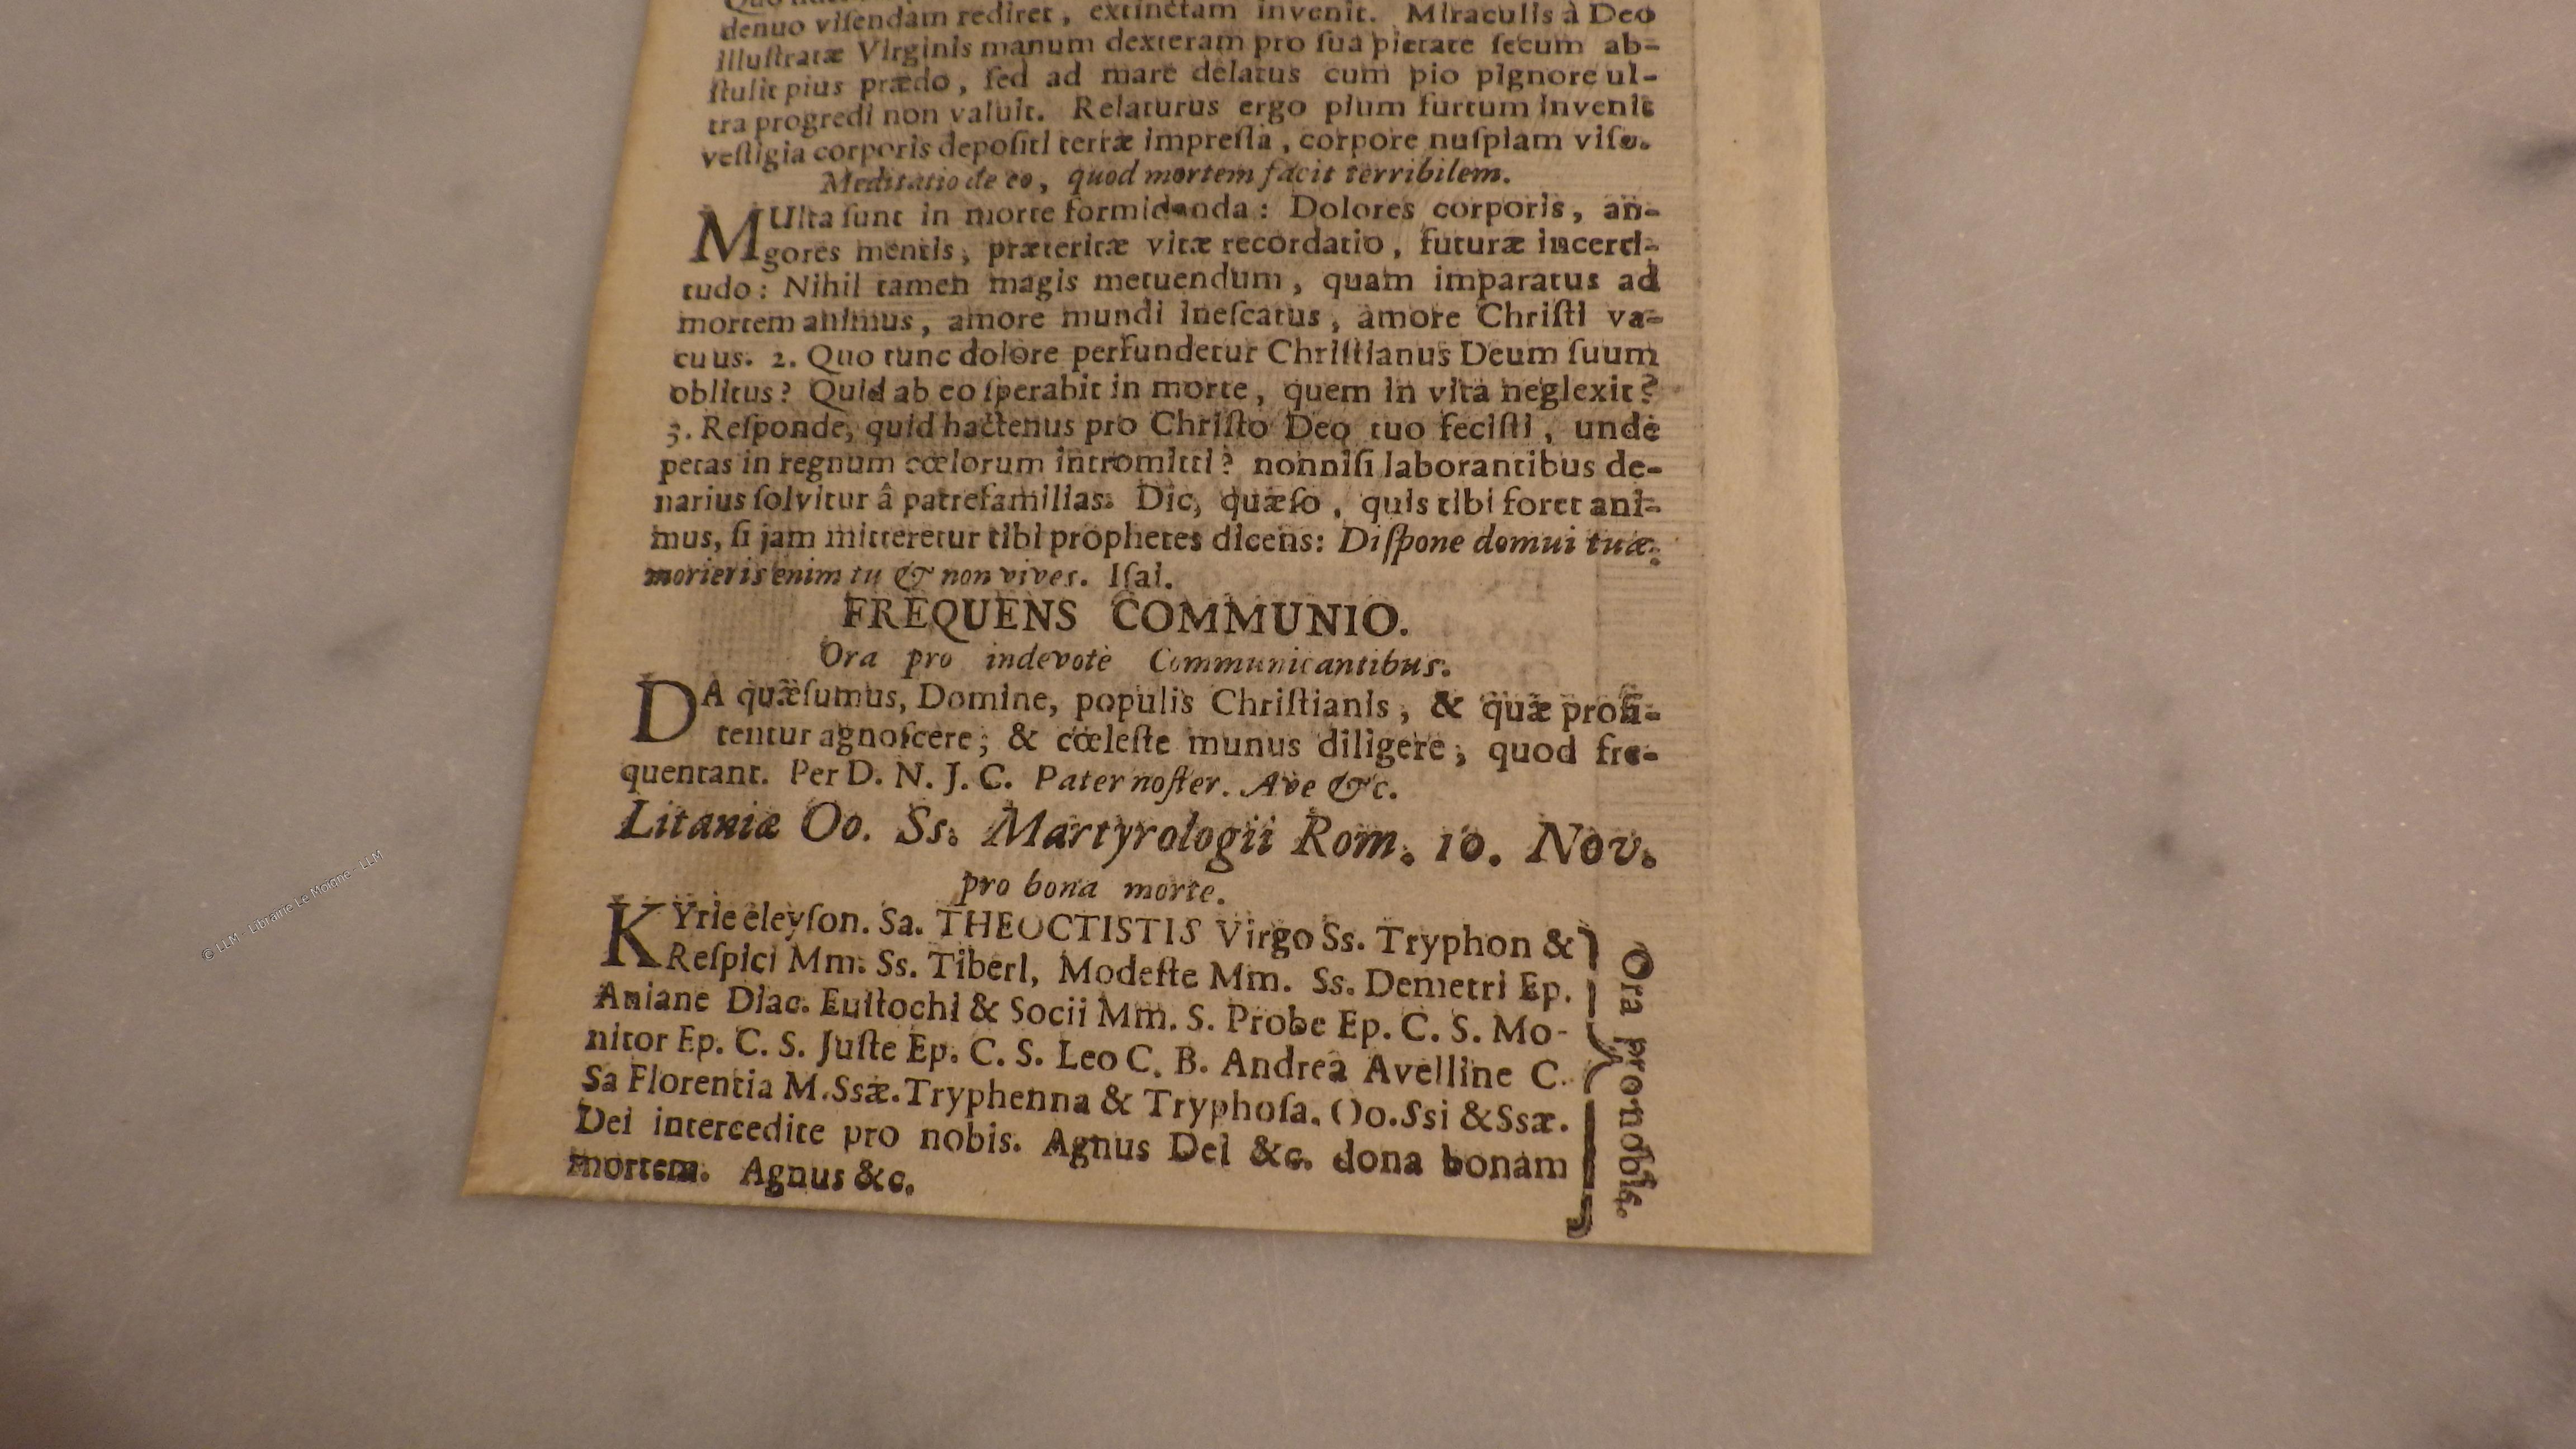 denuo viſendam rediret, extinctam invenit. Miraculis à Deo
illuſtratæ Virginis manum dexteram pro ſua pietate ſecum ab-
ſtulit pius prædo, ſed ad mare delatus cum pio pignore ul-
tra progredi non valuit. Relaturus ergo pium furtum invenit
veſtigia corporis depoſiti terræ impreſſa, corpore nuſpiam viſo.
Meditatio de eo, quod mortem facit terribilem.
MUlta ſunt in morte formidanda: Dolores corporis, an-
gores mentis, præteritæ vitæ recordatio, futuræ incerti-
tudo: Nihil tamen magis metuendum, quam imparatus ad
mortem animus, amore mundi ineſcatus, amore Chriſti va-
cuus. 2. Quo tunc dolore perfundetur Chriſtianus Deum ſuum
oblitus? Quid ab eo ſperabit in morte, quem in vita neglexit?
3. Reſponde, quid hactenus pro Chriſto Deo tuo feciſti, unde
petas in regnum cœlorum intromitti? nonniſi laborantibus de-
narius ſolvitur â patrefamilias. Dic, quæſo, quis tibi foret ani-
mus, ſi jam mitteretur tibi prophetes dicens: Diſpone domui tuæ:
morieris enim tu & non vives. Iſai.
FREQUENS COMMUNIO.
Ora pro indevotè Communicantibus.
DA quæſumus, Domine, populis Chriſtianis, & quæ profi-
tentur agnoſcere; & cœleſte munus diligere, quod fre-
quentant. Per D. N. J. C. Pater noſter. Ave &c.
Litaniæ Oo. Ss. Martyrologii Rom. 10. Nov.
pro bona morte.
KYrie eleyſon. Sa. THEOCTISTIS Virgo Ss. Tryphon &
Reſpici Mm. Ss. Tiberi, Modeſte Mm. Ss. Demetri Ep.
Aniane Diac. Euſtochi & Socii Mm. S. Probe Ep. C. S. Mo-
nitor Ep. C. S. Juſte Ep. C. S. Leo C. B. Andrea Avelline C.
Sa Florentia M. Ssæ. Tryphenna & Tryphoſa. Oo. Ssi & Ssæ.
Dei intercedite pro nobis. Agnus Dei &c. dona bonam
mortem. Agnus &c.
Ora pro nobis.
© LLM - Librairie Le Moigne - LLM